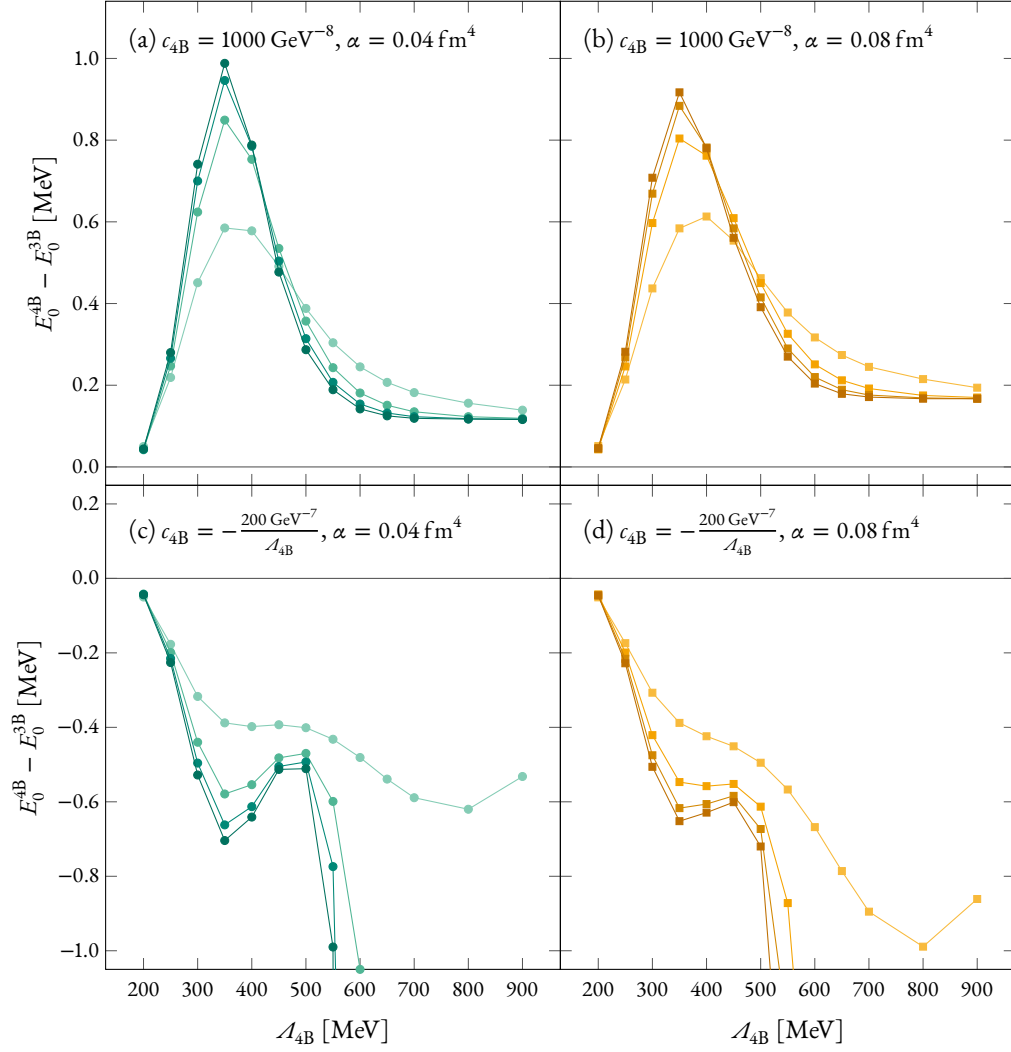 (a) c₄B = 1000 GeV⁻⁸, α = 0.04 fm⁴
(b) c₄B = 1000 GeV⁻⁸, α = 0.08 fm⁴
1.0
0.8
0.6
0.4
0.2
0.0
E₀⁴ᴮ − E₀³ᴮ [MeV]
(c) c₄B = − 200 GeV⁻⁷ / Λ₄B, α = 0.04 fm⁴
(d) c₄B = − 200 GeV⁻⁷ / Λ₄B, α = 0.08 fm⁴
0.2
0.0
−0.2
−0.4
−0.6
−0.8
−1.0
E₀⁴ᴮ − E₀³ᴮ [MeV]
200 300 400 500 600 700 800 900
200 300 400 500 600 700 800 900
Λ₄B [MeV]
Λ₄B [MeV]